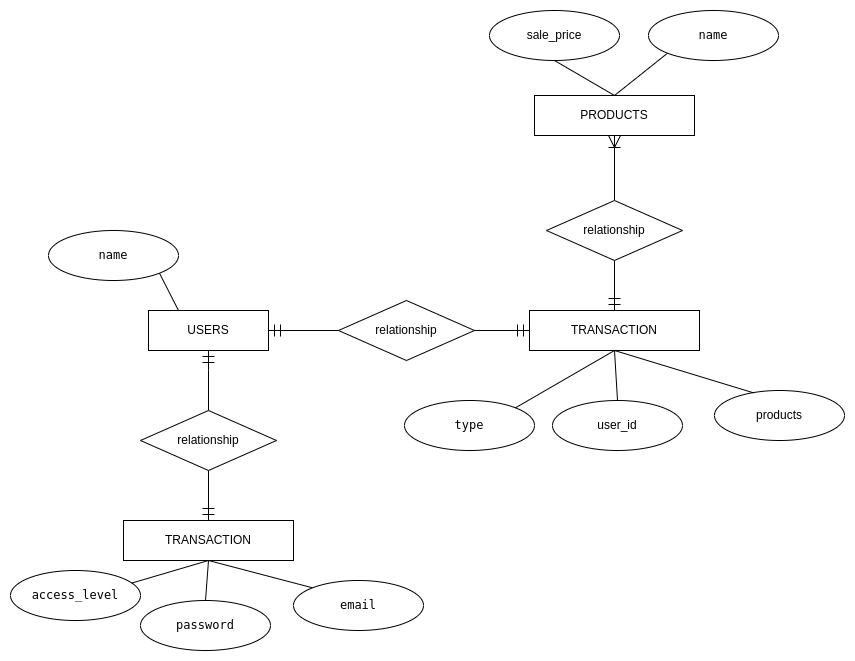 sale_price
name
PRODUCTS
relationship
name
USERS
relationship
TRANSACTION
type
user_id
products
relationship
TRANSACTION
access_level
password
email